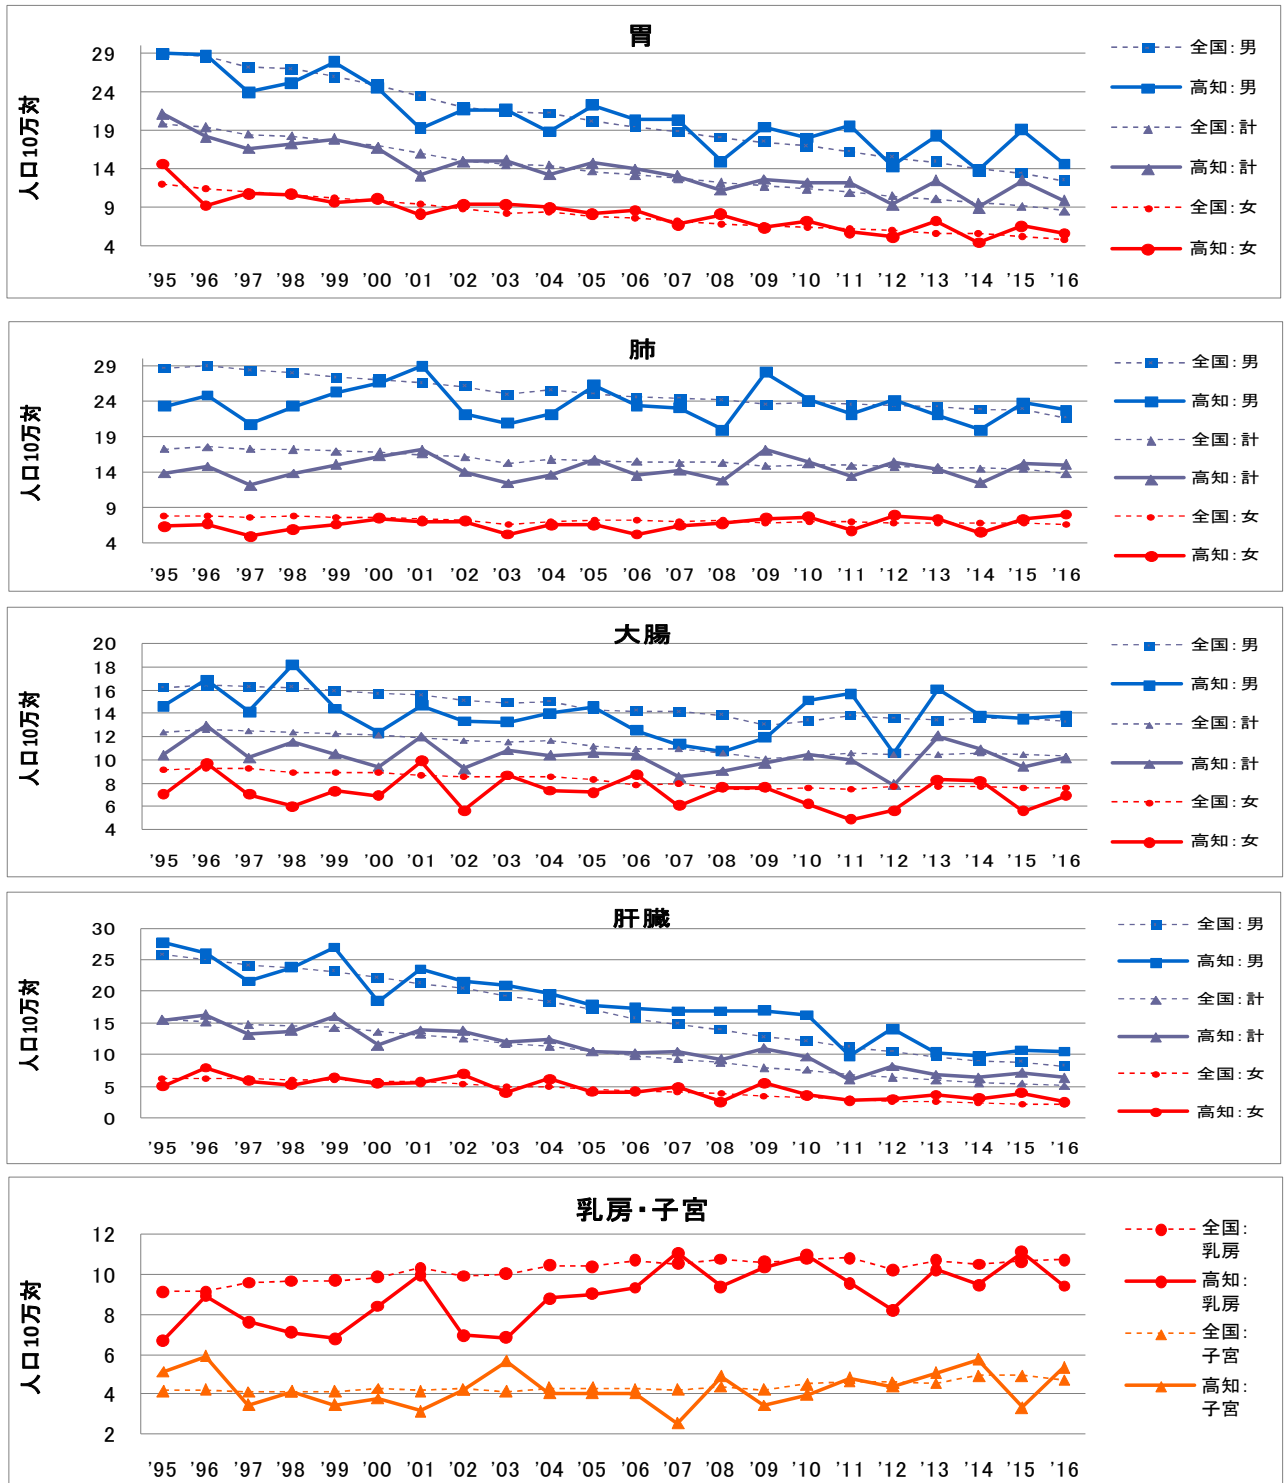 胃
人口10万対
29
24
19
14
9
4
'95 '96 '97 '98 '99 '00 '01 '02 '03 '04 '05 '06 '07 '08 '09 '10 '11 '12 '13 '14 '15 '16
全国：男
高知：男
全国：計
高知：計
全国：女
高知：女
肺
人口10万対
29
24
19
14
9
4
'95 '96 '97 '98 '99 '00 '01 '02 '03 '04 '05 '06 '07 '08 '09 '10 '11 '12 '13 '14 '15 '16
全国：男
高知：男
全国：計
高知：計
全国：女
高知：女
大腸
人口10万対
20
18
16
14
12
10
8
6
4
'95 '96 '97 '98 '99 '00 '01 '02 '03 '04 '05 '06 '07 '08 '09 '10 '11 '12 '13 '14 '15 '16
全国：男
高知：男
全国：計
高知：計
全国：女
高知：女
肝臓
人口10万対
30
25
20
15
10
5
0
'95 '96 '97 '98 '99 '00 '01 '02 '03 '04 '05 '06 '07 '08 '09 '10 '11 '12 '13 '14 '15 '16
全国：男
高知：男
全国：計
高知：計
全国：女
高知：女
乳房・子宮
人口10万対
12
10
8
6
4
2
'95 '96 '97 '98 '99 '00 '01 '02 '03 '04 '05 '06 '07 '08 '09 '10 '11 '12 '13 '14 '15 '16
全国：
乳房
高知：
乳房
全国：
子宮
高知：
子宮